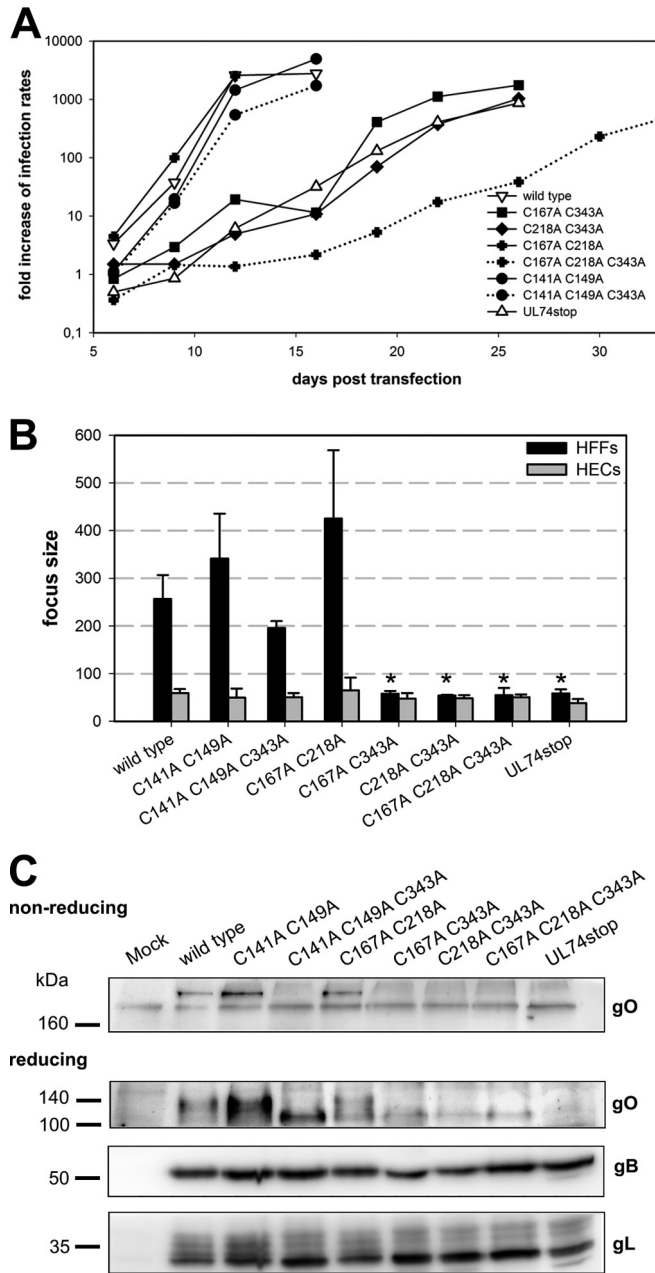 A
fold increase of infection rates
10000
1000
100
10
1
0,1
5
10
15
20
25
30
days post transfection
wild type
C167A C343A
C218A C343A
C167A C218A
C167A C218A C343A
C141A C149A
C141A C149A C343A
UL74stop
B
focus size
600
500
400
300
200
100
0
HFFs
HECs
* * * *
wild type
C141A C149A
C141A C149A C343A
C167A C218A
C167A C343A
C218A C343A
C167A C218A C343A
UL74stop
C
non-reducing
Mock
wild type
C141A C149A
C141A C149A C343A
C167A C218A
C167A C343A
C218A C343A
C167A C218A C343A
UL74stop
kDa
160
gO
reducing
140
100
gO
50
gB
35
gL